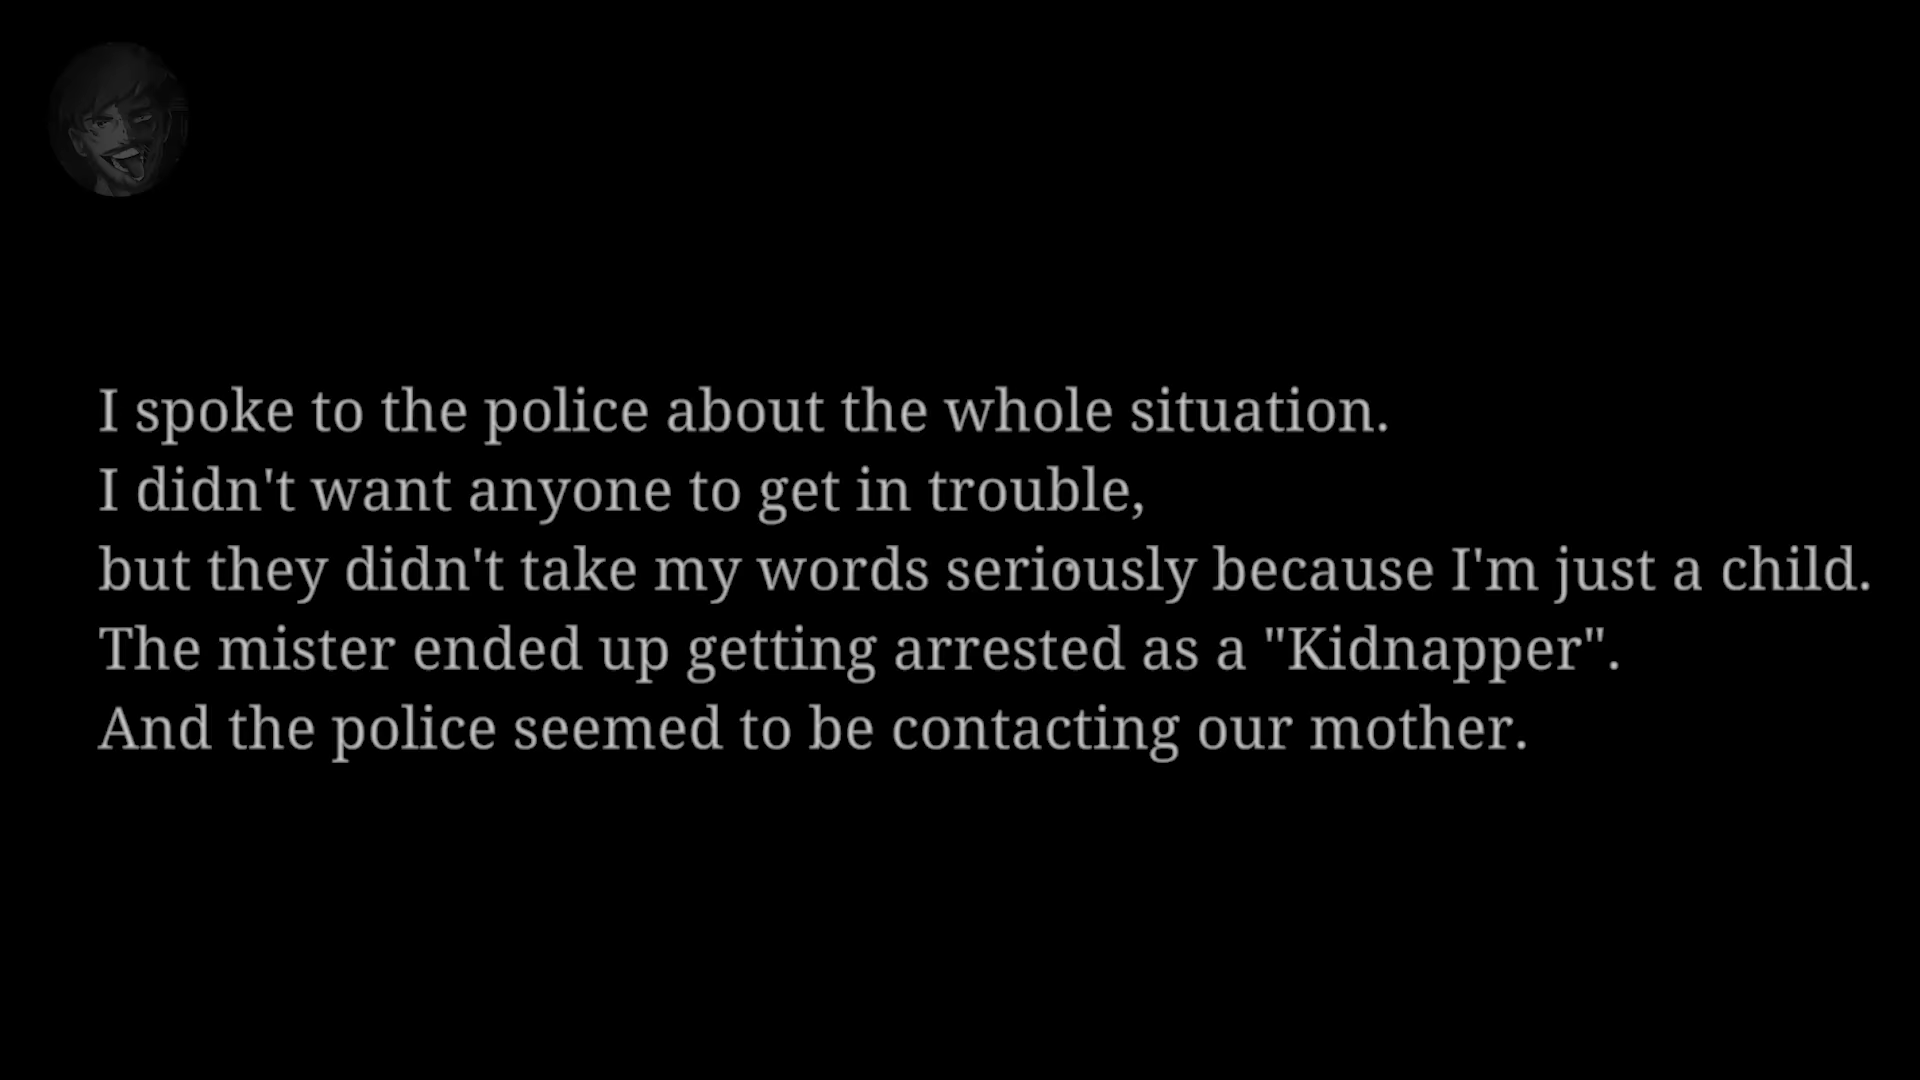 I spoke to the police about the whole situation.
I didn't want anyone to get in trouble,
but they didn't take my words seriously because I'm just a child.
The mister ended up getting arrested as a "Kidnapper".
And the police seemed to be contacting our mother.